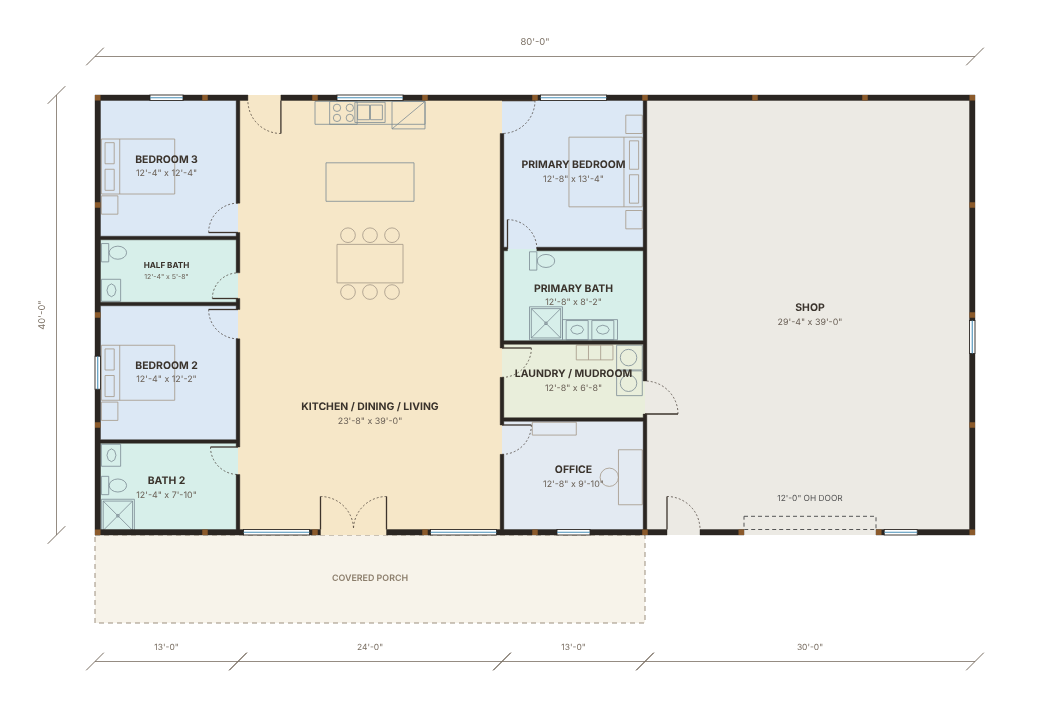 80'-0"
40'-0"
BEDROOM 3
12'-4" x 12'-4"
HALF BATH
12'-4" x 5'-8"
BEDROOM 2
12'-4" x 12'-2"
BATH 2
12'-4" x 7'-10"
KITCHEN / DINING / LIVING
23'-8" x 39'-0"
PRIMARY BEDROOM
12'-8" x 13'-4"
PRIMARY BATH
12'-8" x 8'-2"
LAUNDRY / MUDROOM
12'-8" x 6'-8"
OFFICE
12'-8" x 9'-10"
SHOP
29'-4" x 39'-0"
12'-0" OH DOOR
COVERED PORCH
13'-0"
24'-0"
13'-0"
30'-0"